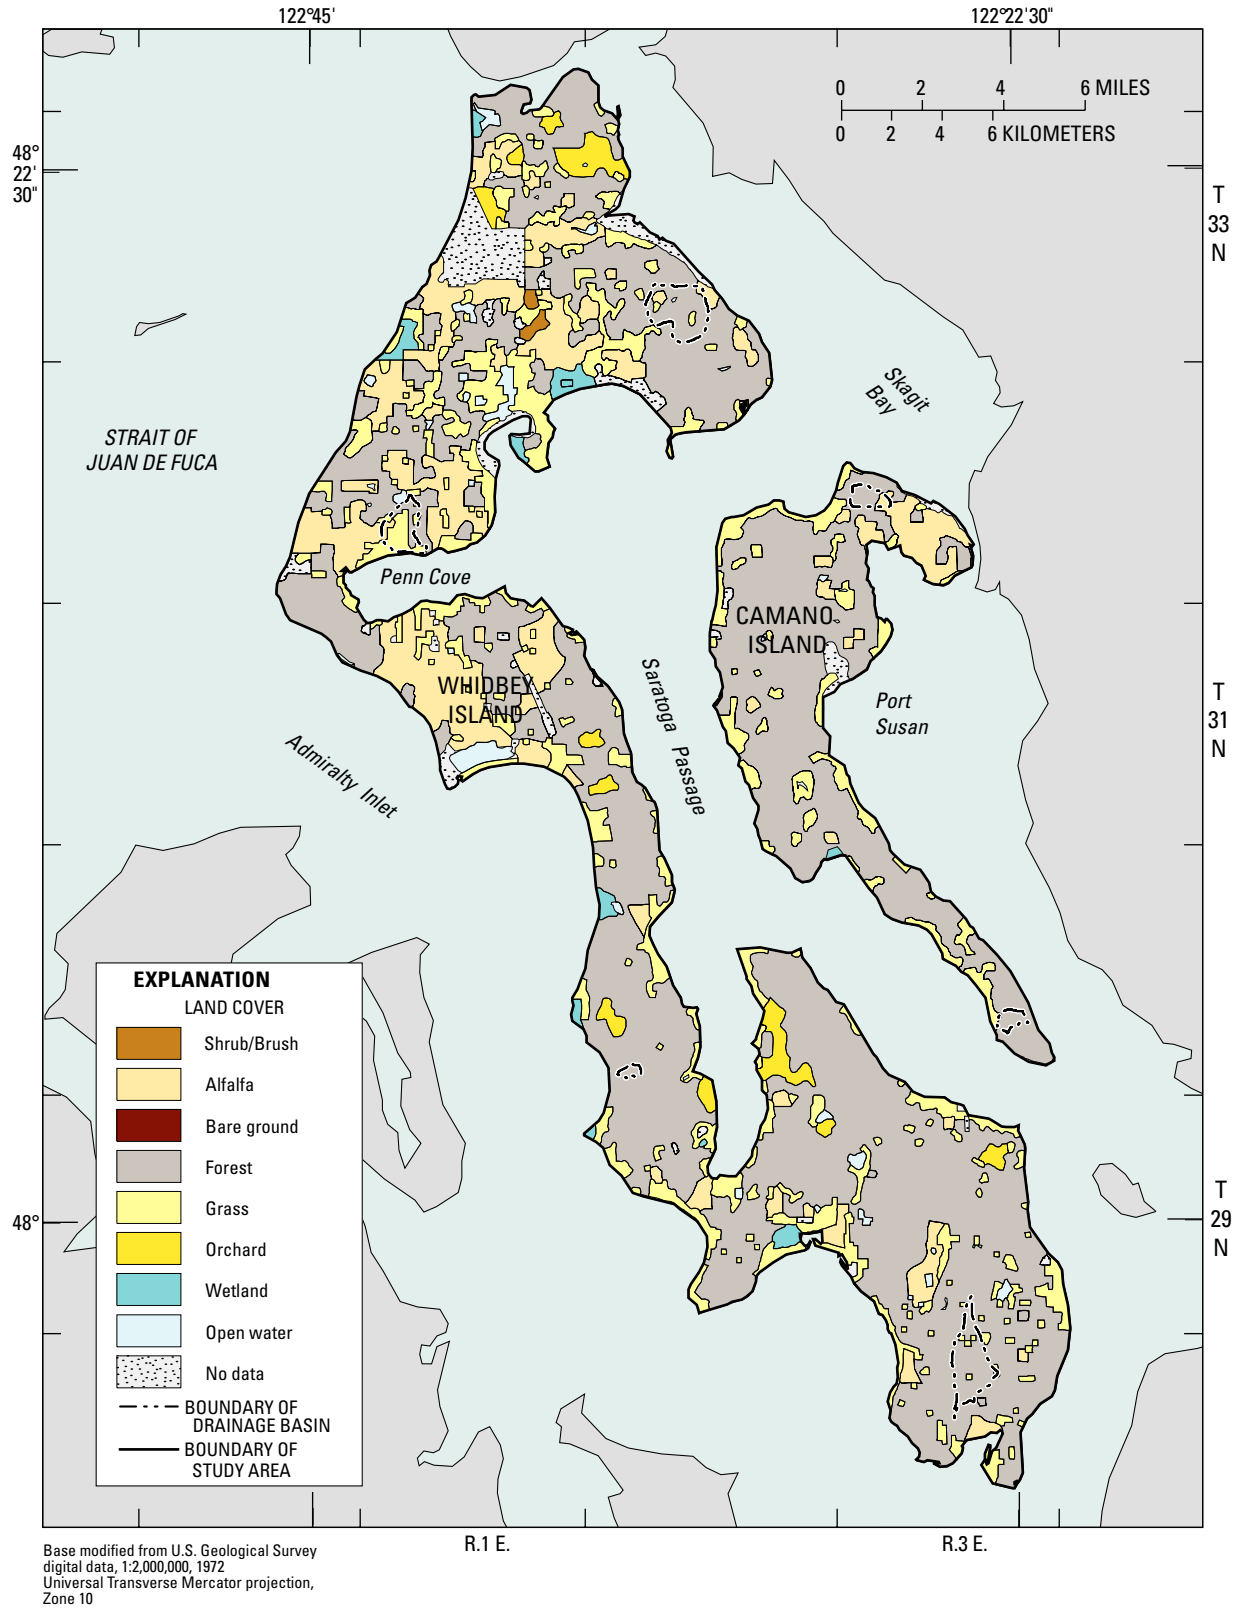 122°45'
122°22'30"
0 2 4 6 MILES
0 2 4 6 KILOMETERS
48°
22'
30"
T
33
N
STRAIT OF
JUAN DE FUCA
Skagit
Bay
Penn Cove
CAMANO
ISLAND
WHIDBEY
ISLAND
Saratoga Passage
Port
Susan
T
31
N
Admiralty Inlet
EXPLANATION
LAND COVER
Shrub/Brush
Alfalfa
Bare ground
Forest
Grass
Orchard
Wetland
Open water
No data
BOUNDARY OF
DRAINAGE BASIN
BOUNDARY OF
STUDY AREA
48°
T
29
N
R.1 E.
R.3 E.
Base modified from U.S. Geological Survey
digital data, 1:2,000,000, 1972
Universal Transverse Mercator projection,
Zone 10